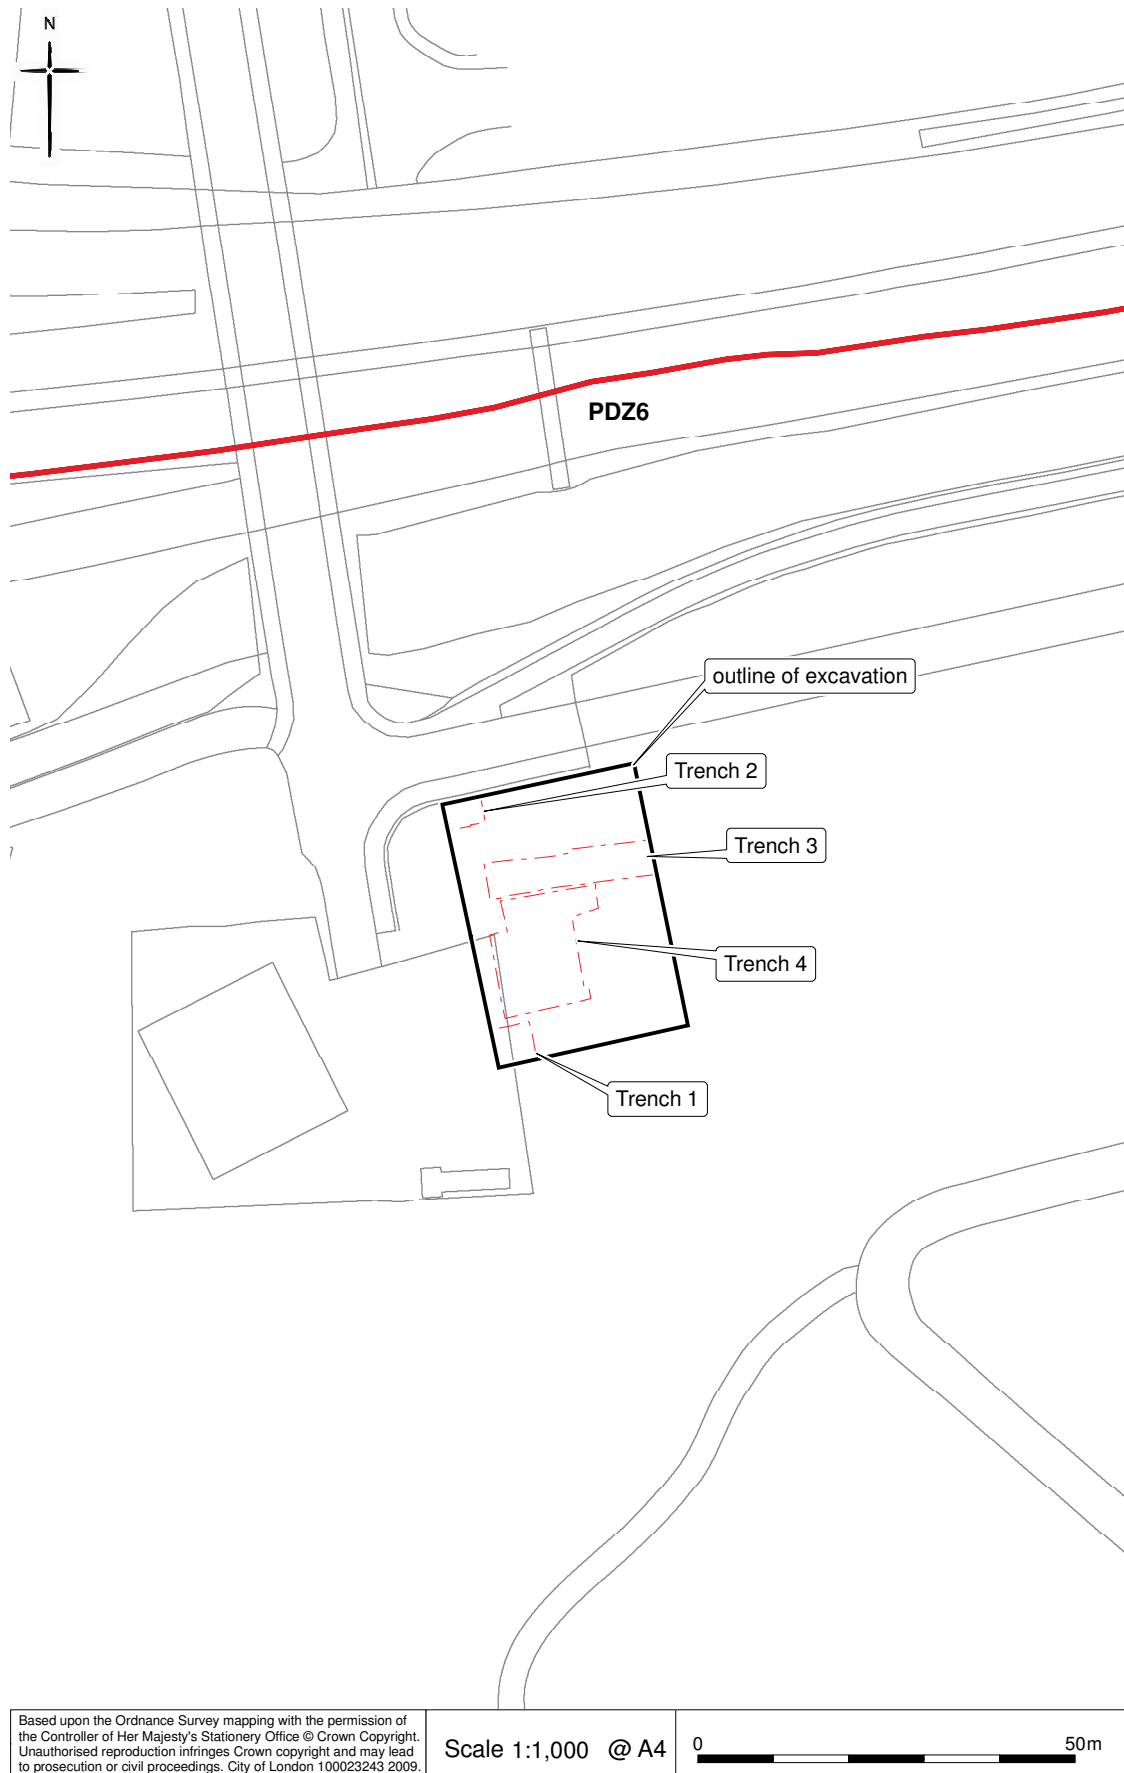 N
PDZ6
outline of excavation
Trench 2
Trench 3
Trench 4
Trench 1
Based upon the Ordnance Survey mapping with the permission of
the Controller of Her Majesty's Stationery Office © Crown Copyright.
Unauthorised reproduction infringes Crown copyright and may lead
to prosecution or civil proceedings. City of London 100023243 2009.
Scale 1:1,000 @ A4
0 50m